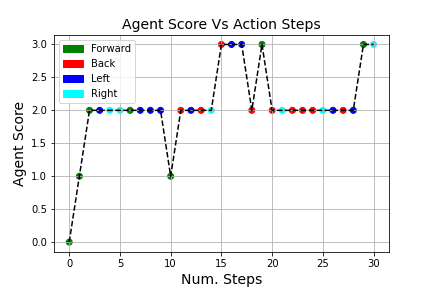 Agent Score Vs Action Steps
Forward
Back
Left
Right
3.0
2.5
2.0
1.5
1.0
0.5
0.0
Agent Score
0 5 10 15 20 25 30
Num. Steps